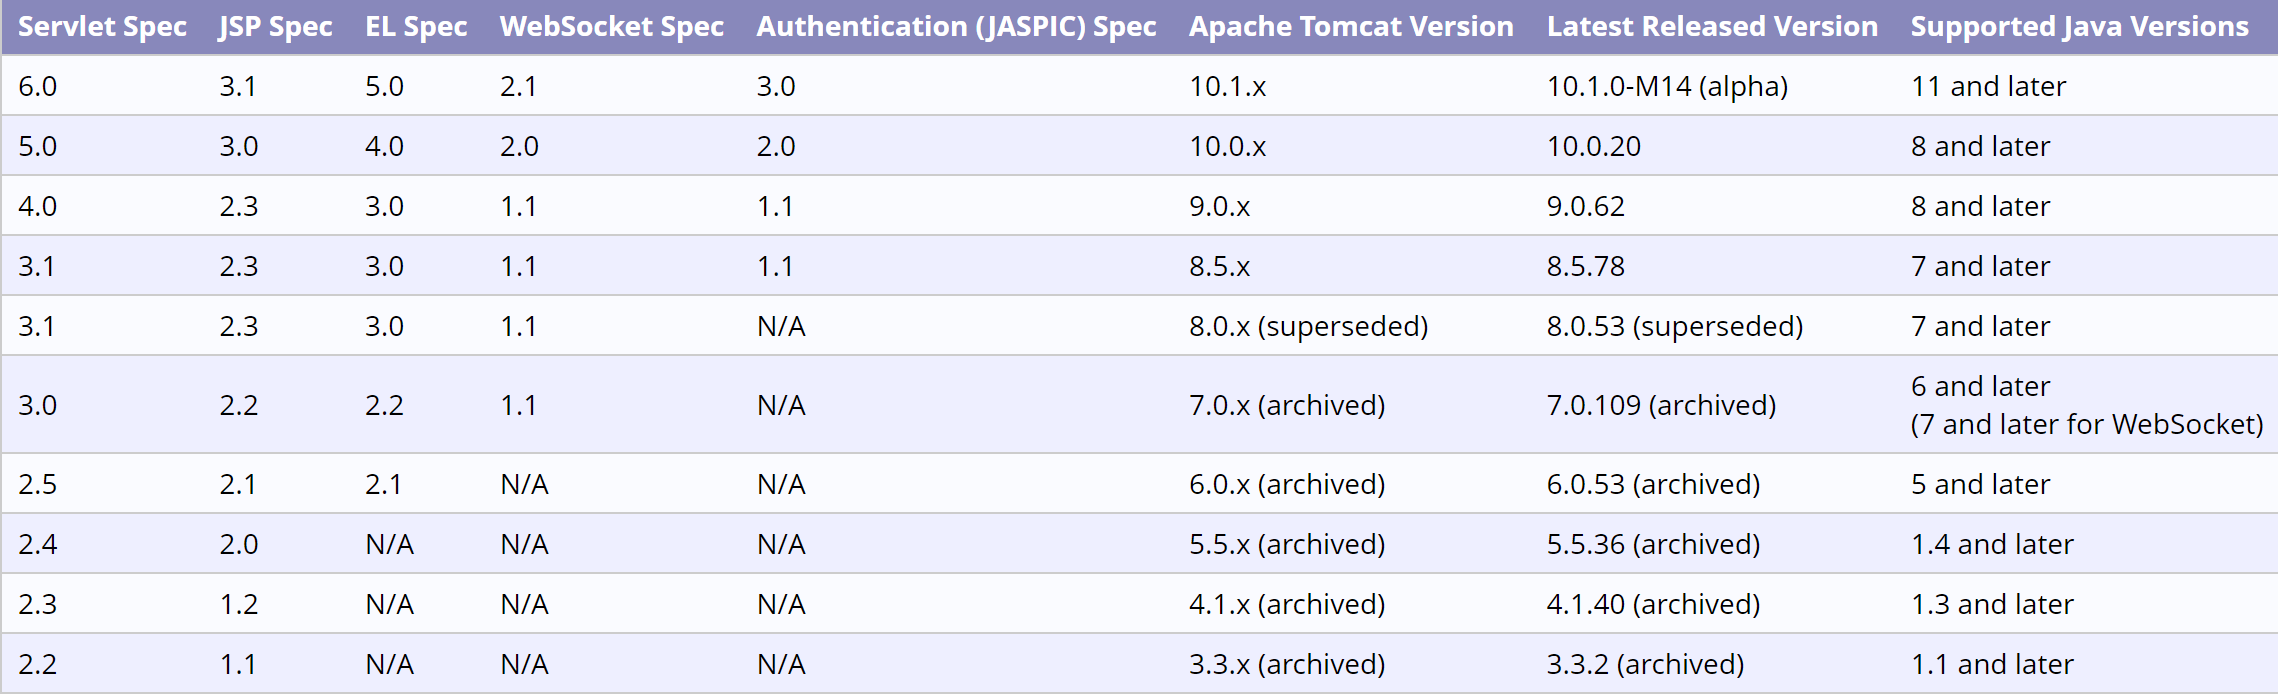 Servlet Spec JSP Spec EL Spec WebSocket Spec Authentication (JASPIC) Spec Apache Tomcat Version Latest Released Version Supported Java Versions
6.0 3.1 5.0 2.1 3.0 10.1.x 10.1.0-M14 (alpha) 11 and later
5.0 3.0 4.0 2.0 2.0 10.0.x 10.0.20 8 and later
4.0 2.3 3.0 1.1 1.1 9.0.x 9.0.62 8 and later
3.1 2.3 3.0 1.1 1.1 8.5.x 8.5.78 7 and later
3.1 2.3 3.0 1.1 N/A 8.0.x (superseded) 8.0.53 (superseded) 7 and later
3.0 2.2 2.2 1.1 N/A 7.0.x (archived) 7.0.109 (archived) 6 and later
(7 and later for WebSocket)
2.5 2.1 2.1 N/A N/A 6.0.x (archived) 6.0.53 (archived) 5 and later
2.4 2.0 N/A N/A N/A 5.5.x (archived) 5.5.36 (archived) 1.4 and later
2.3 1.2 N/A N/A N/A 4.1.x (archived) 4.1.40 (archived) 1.3 and later
2.2 1.1 N/A N/A N/A 3.3.x (archived) 3.3.2 (archived) 1.1 and later